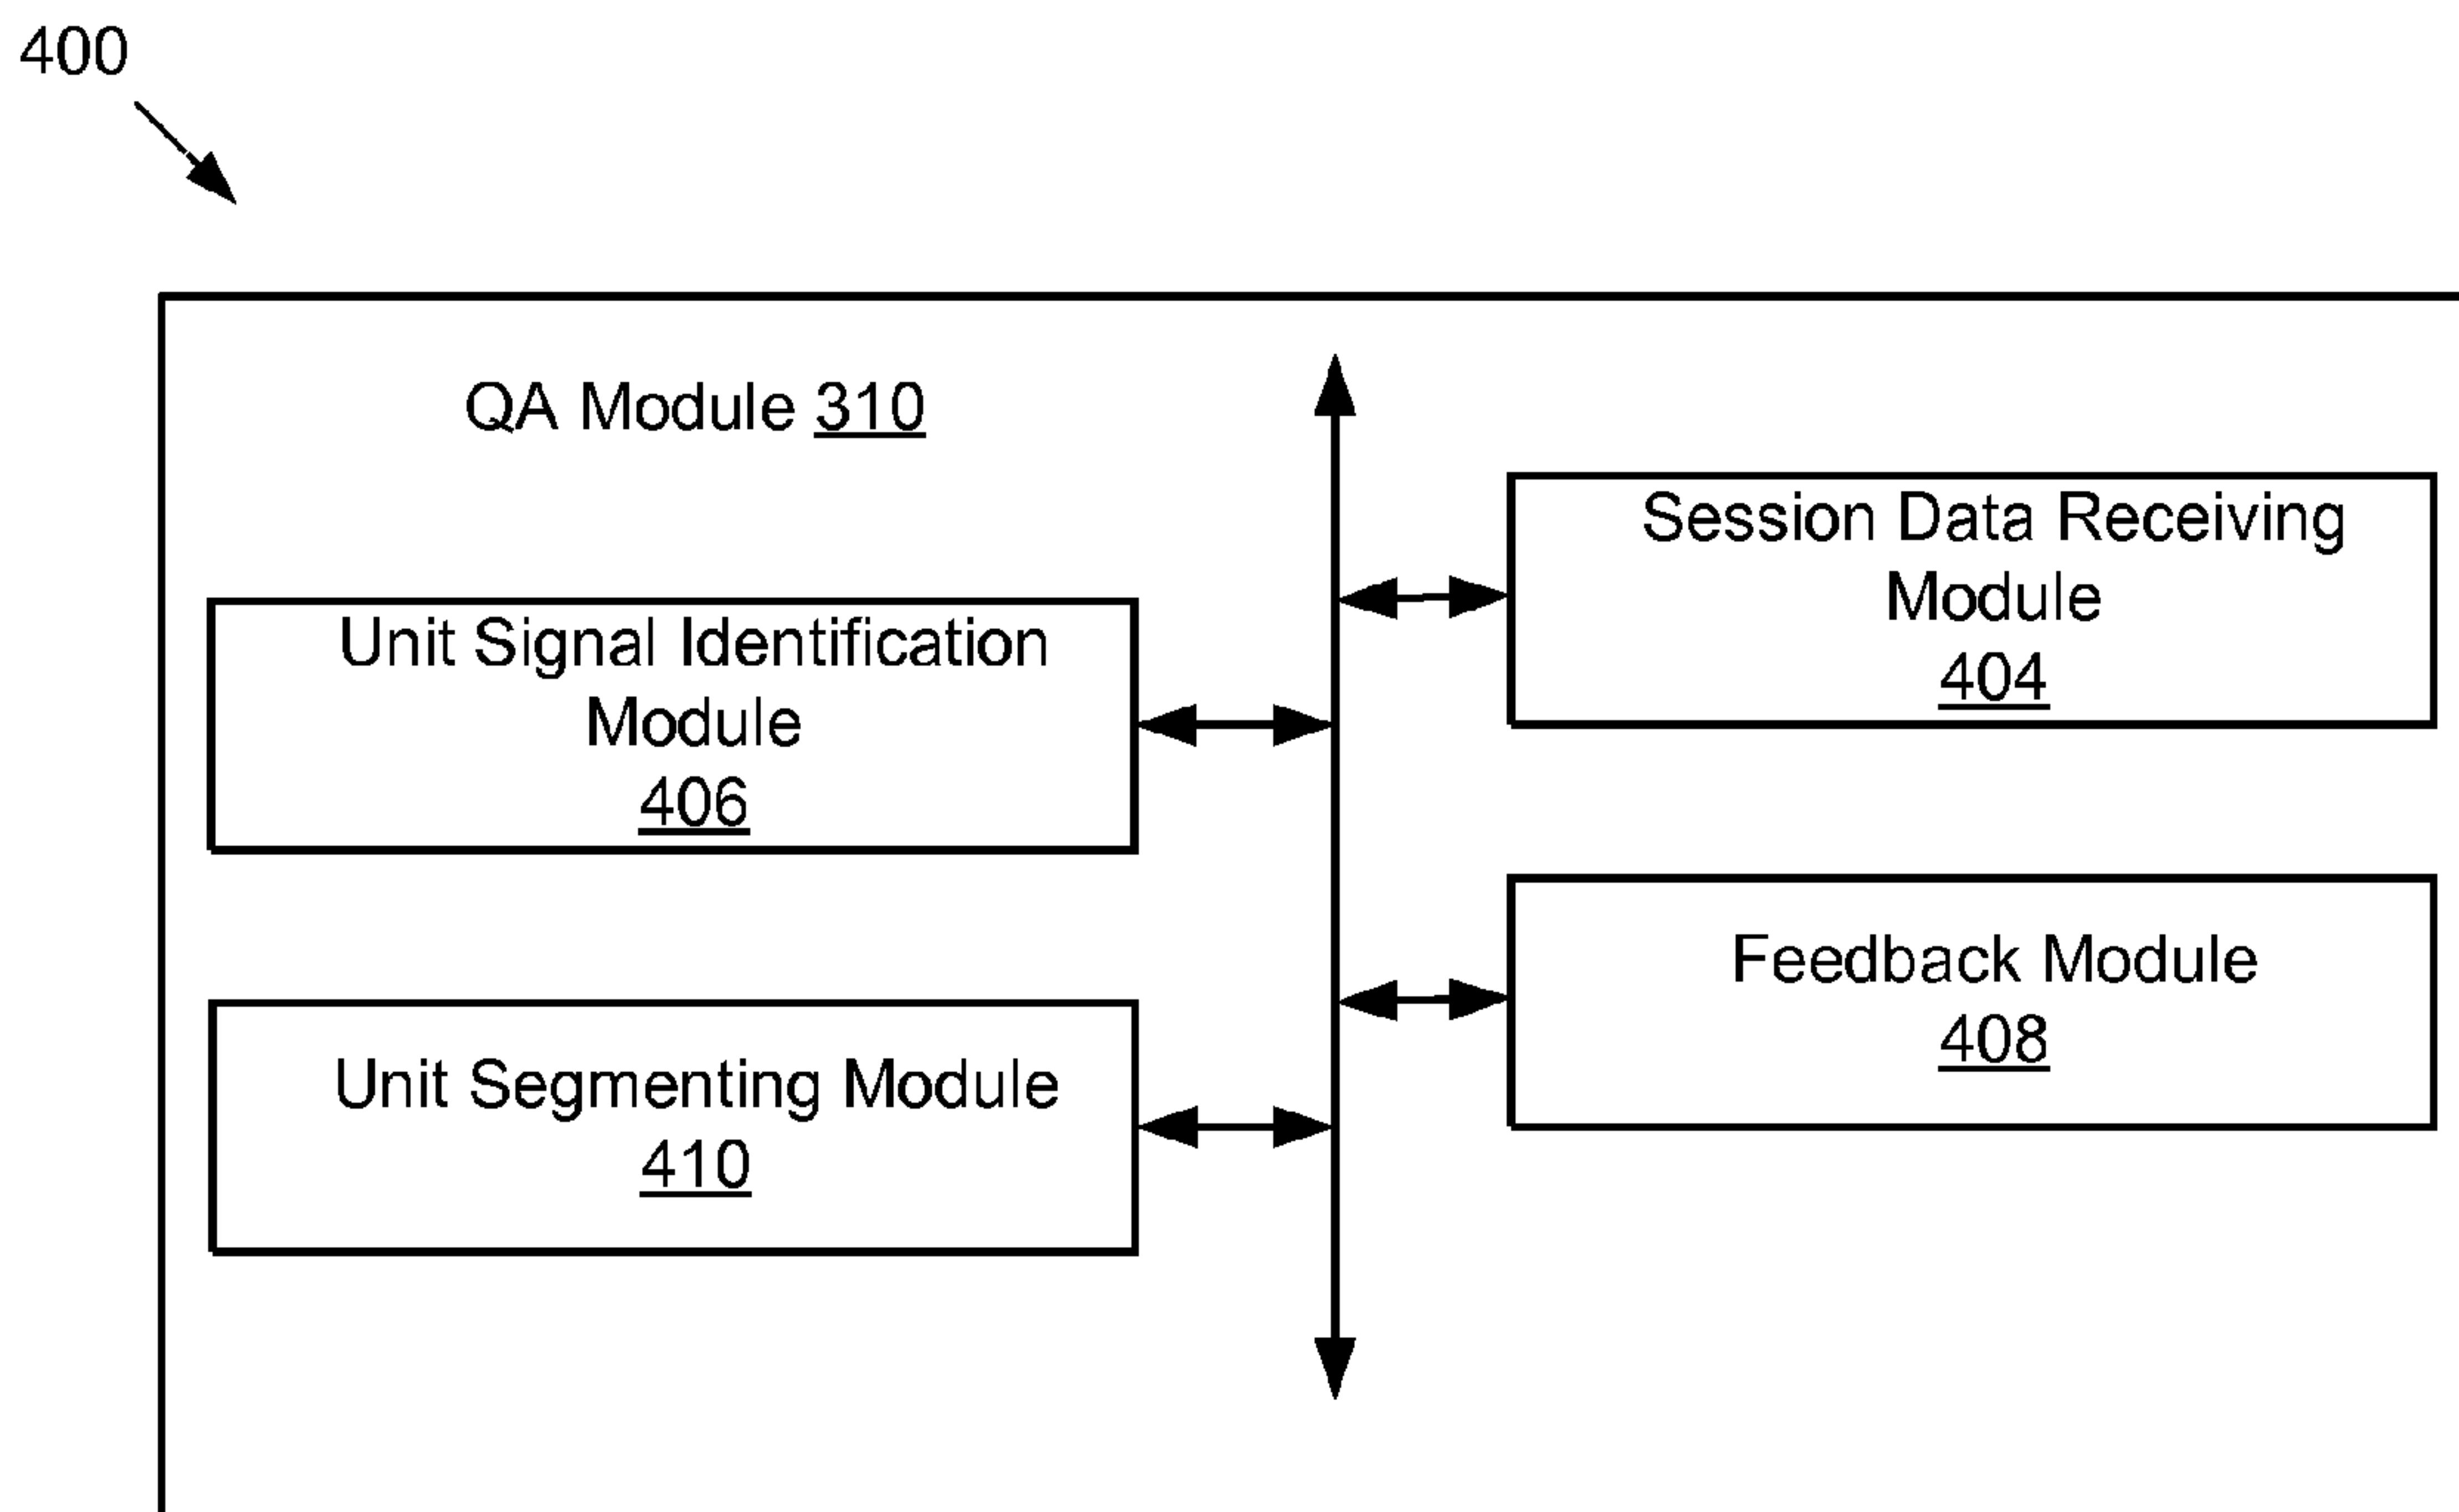 400
QA Module 310
Session Data Receiving
Module
404
Unit Signal Identification
Module
406
Feedback Module
408
Unit Segmenting Module
410